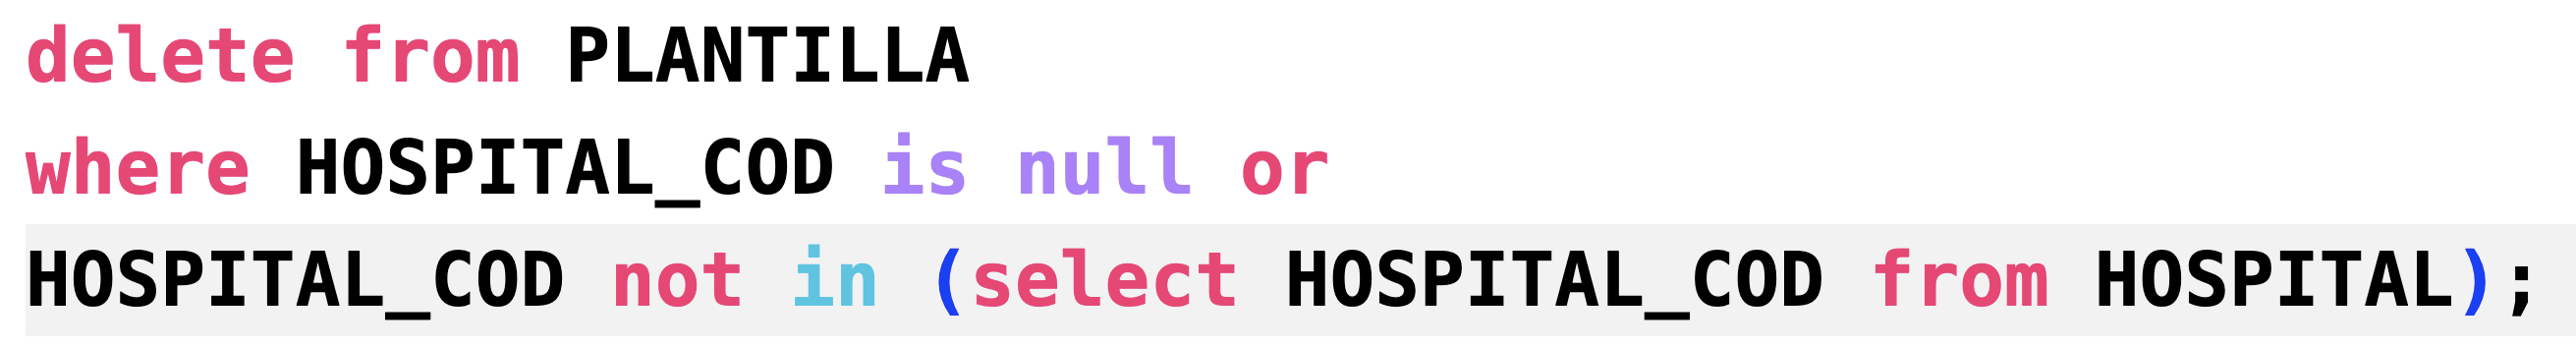 delete from PLANTILLA
where HOSPITAL_COD is null or
HOSPITAL_COD not in (select HOSPITAL_COD from HOSPITAL);